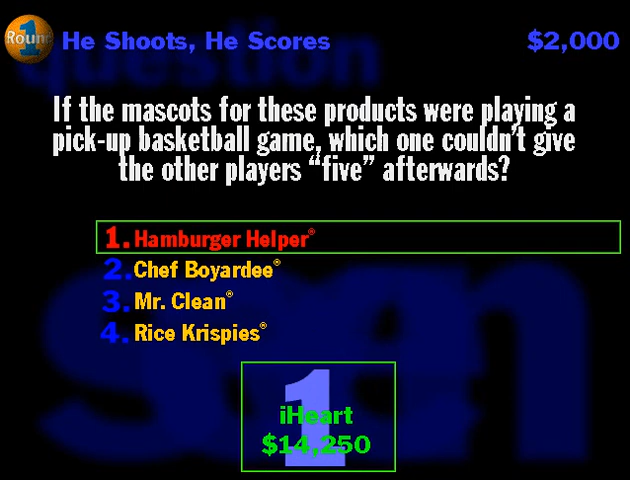 Round 1 He Shoots, He Scores $2,000
question
If the mascots for these products were playing a
pick-up basketball game, which one couldn't give
the other players “five” afterwards?
1. Hamburger Helper®
2. Chef Boyardee®
3. Mr. Clean®
4. Rice Krispies®
1
iHeart
$14,250